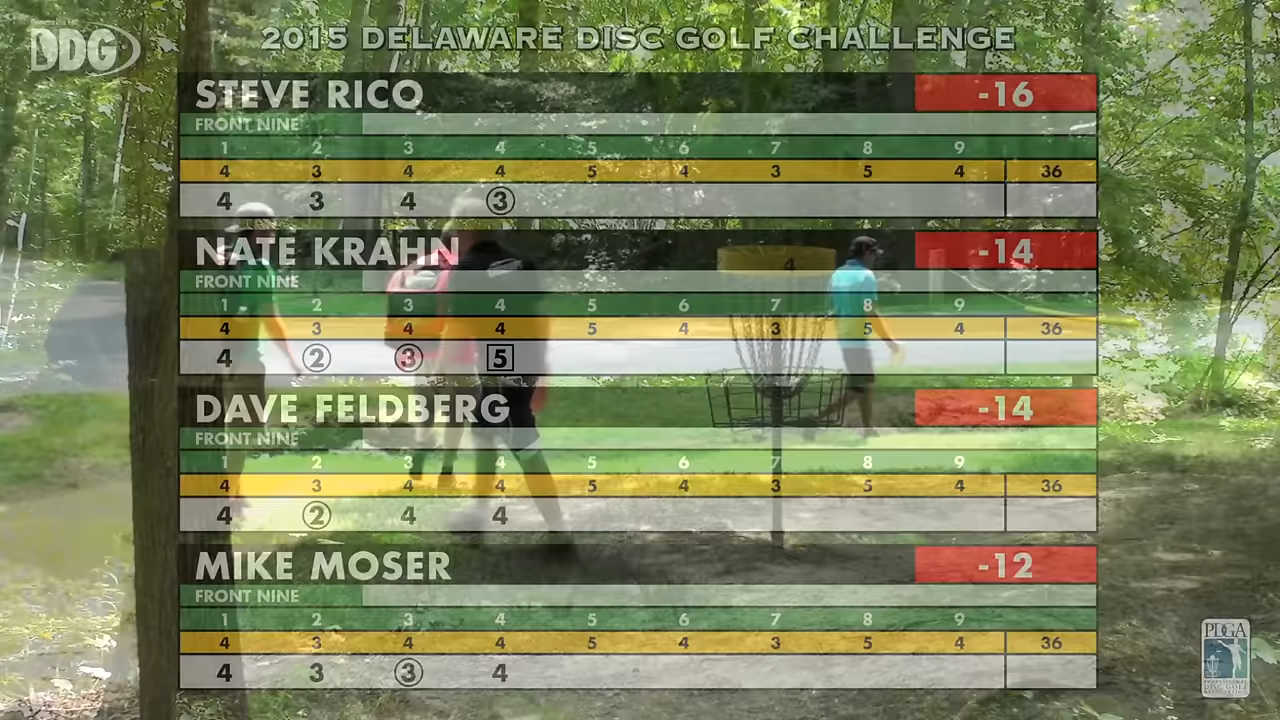 DDG
2015 DELAWARE DISC GOLF CHALLENGE
STEVE RICO -16
FRONT NINE
1 2 3 4 5 6 7 8 9
4 3 4 4 5 4 3 5 4 36
4 3 4 3
NATE KRAHN -14
FRONT NINE
1 2 3 4 5 6 7 8 9
4 3 4 4 5 4 3 5 4 36
4 2 3 5
4
DAVE FELDBERG -14
FRONT NINE
1 2 3 4 5 6 7 8 9
4 3 4 4 5 4 3 5 4 36
4 2 4 4
MIKE MOSER -12
FRONT NINE
1 2 3 4 5 6 7 8 9
4 3 4 4 5 4 3 5 4 36
4 3 3 4
PDGA
PROFESSIONAL
DISC GOLF
ASSOCIATION